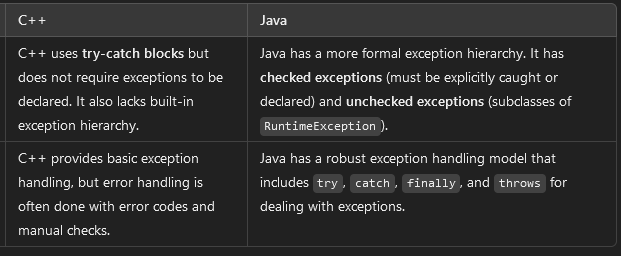 C++
Java
C++ uses try-catch blocks but
does not require exceptions to be
declared. It also lacks built-in
exception hierarchy.
Java has a more formal exception hierarchy. It has
checked exceptions (must be explicitly caught or
declared) and unchecked exceptions (subclasses of
RuntimeException).
C++ provides basic exception
handling, but error handling is
often done with error codes and
manual checks.
Java has a robust exception handling model that
includes try, catch, finally, and throws for
dealing with exceptions.